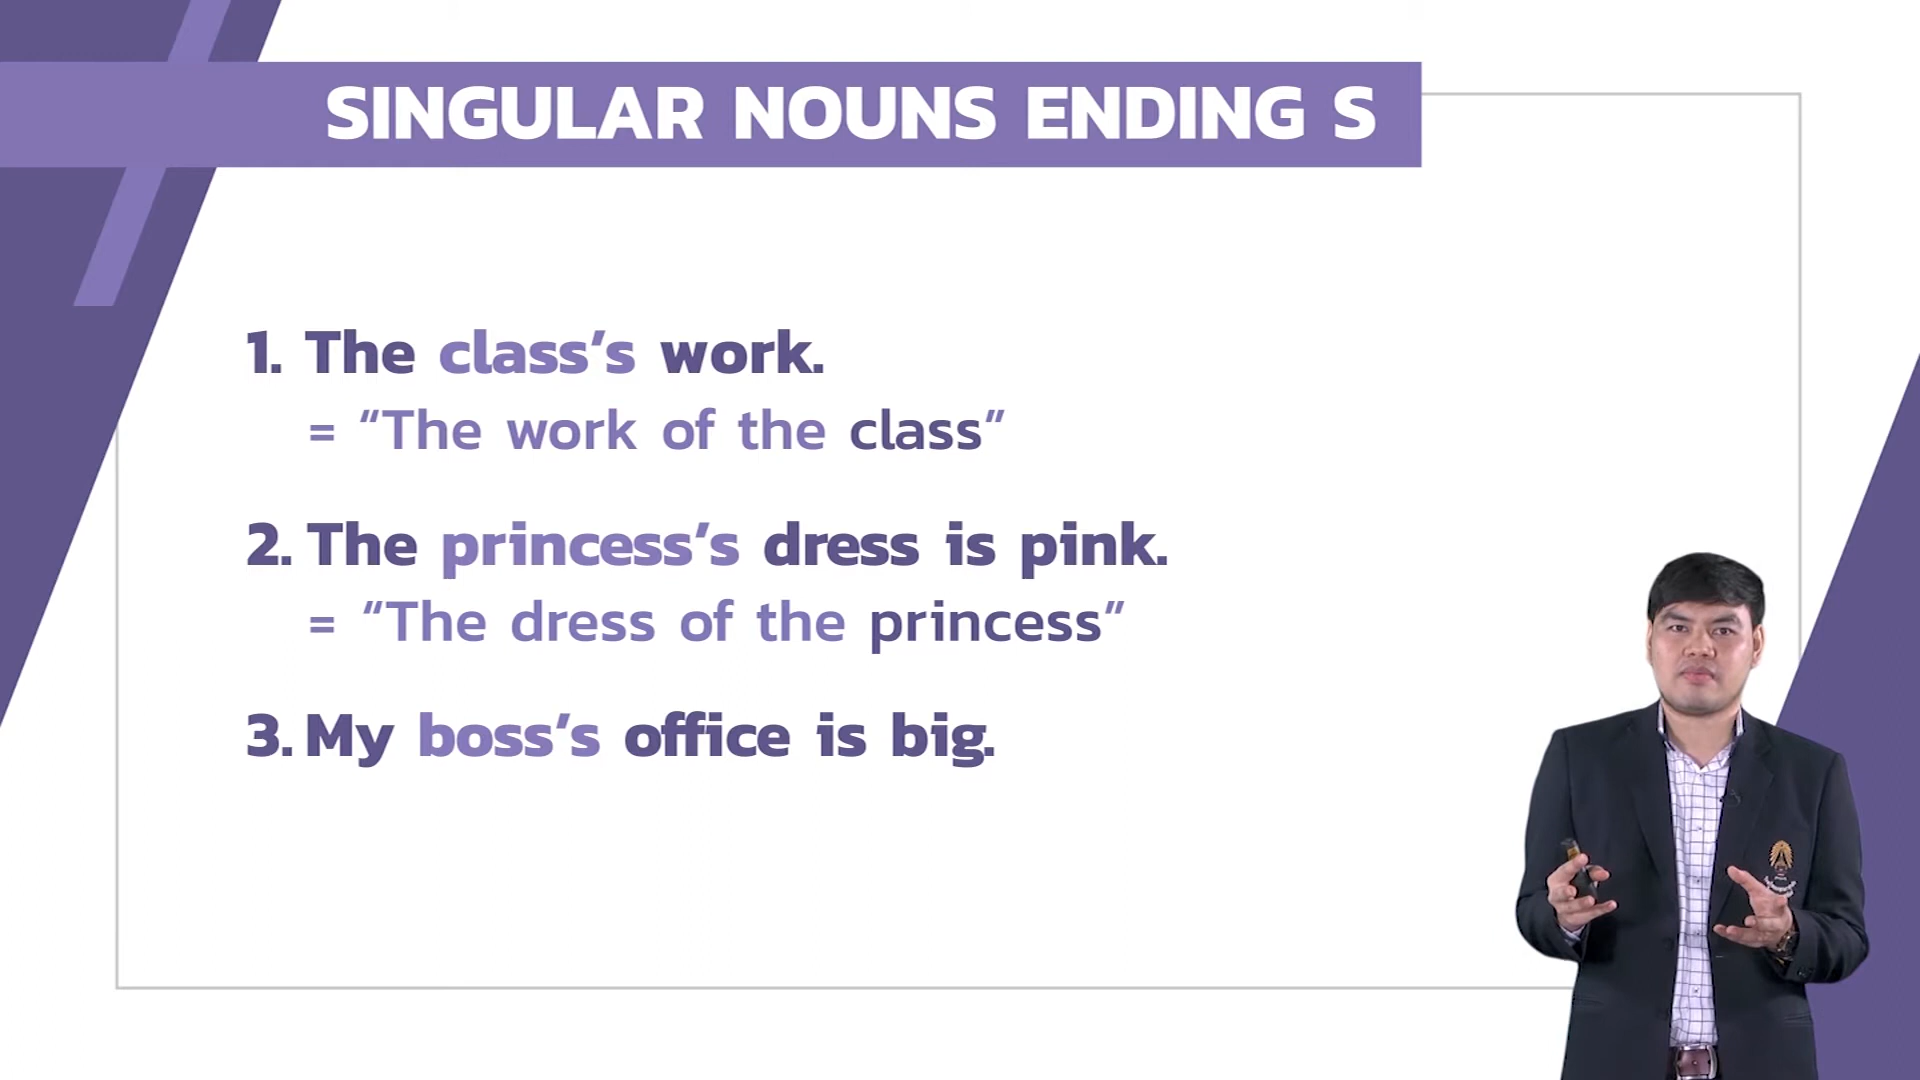 SINGULAR NOUNS ENDING S
1. The class’s work.
= “The work of the class”
2. The princess’s dress is pink.
= “The dress of the princess”
3. My boss’s office is big.